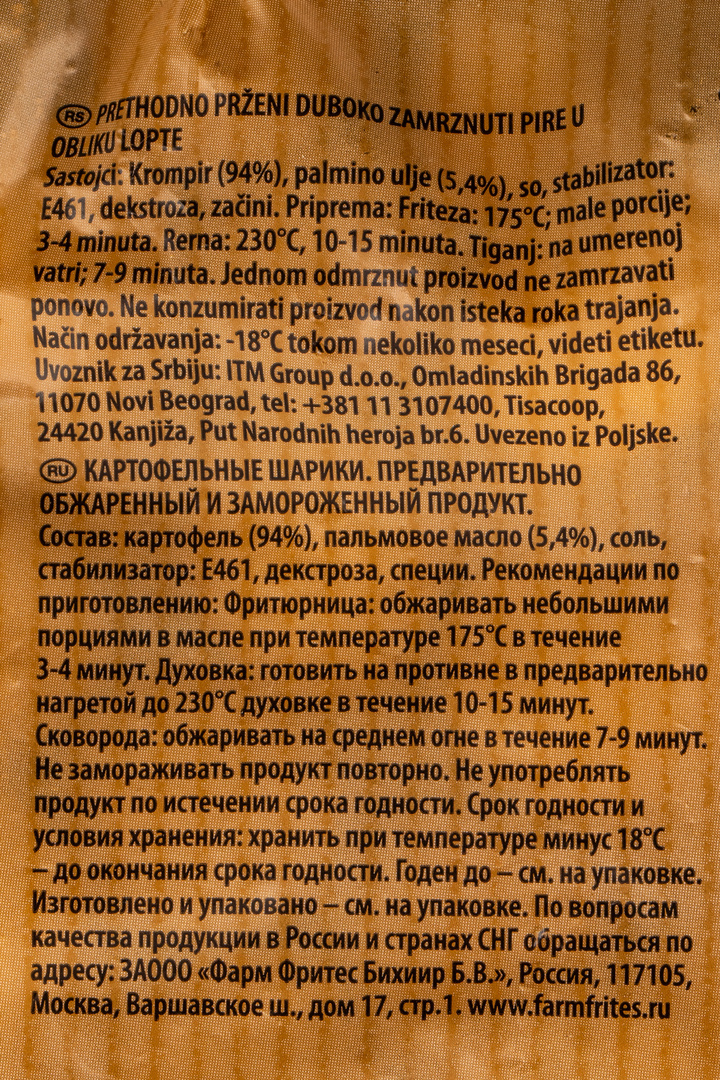 RS PRETHODNO PRŽENI DUBOKO ZAMRZNUTI PIRE U
OBLIKU LOPTE
Sastojci: Krompir (94%), palmino ulje (5,4%), so, stabilizator:
E461, dekstroza, začini. Priprema: Friteza: 175°C; male porcije;
3-4 minuta. Rerna: 230°C, 10-15 minuta. Tiganj: na umerenoj
vatri; 7-9 minuta. Jednom odmrznut proizvod ne zamrzavati
ponovo. Ne konzumirati proizvod nakon isteka roka trajanja.
Način održavanja: -18°C tokom nekoliko meseci, videti etiketu.
Uvoznik za Srbiju: ITM Group d.o.o., Omladinskih Brigada 86,
11070 Novi Beograd, tel: +381 11 3107400, Tisacoop,
24420 Kanjiža, Put Narodnih heroja br.6. Uvezeno iz Poljske.
RU КАРТОФЕЛЬНЫЕ ШАРИКИ. ПРЕДВАРИТЕЛЬНО
ОБЖАРЕННЫЙ И ЗАМОРОЖЕННЫЙ ПРОДУКТ.
Состав: картофель (94%), пальмовое масло (5,4%), соль,
стабилизатор: Е461, декстроза, специи. Рекомендации по
приготовлению: Фритюрница: обжаривать небольшими
порциями в масле при температуре 175°С в течение
3-4 минут. Духовка: готовить на противне в предварительно
нагретой до 230°С духовке в течение 10-15 минут.
Сковорода: обжаривать на среднем огне в течение 7-9 минут.
Не замораживать продукт повторно. Не употреблять
продукт по истечении срока годности. Срок годности и
условия хранения: хранить при температуре минус 18°С
– до окончания срока годности. Годен до – см. на упаковке.
Изготовлено и упаковано – см. на упаковке. По вопросам
качества продукции в России и странах СНГ обращаться по
адресу: ЗАООО «Фарм Фритес Бихиир Б.В.», Россия, 117105,
Москва, Варшавское ш., дом 17, стр.1. www.farmfrites.ru